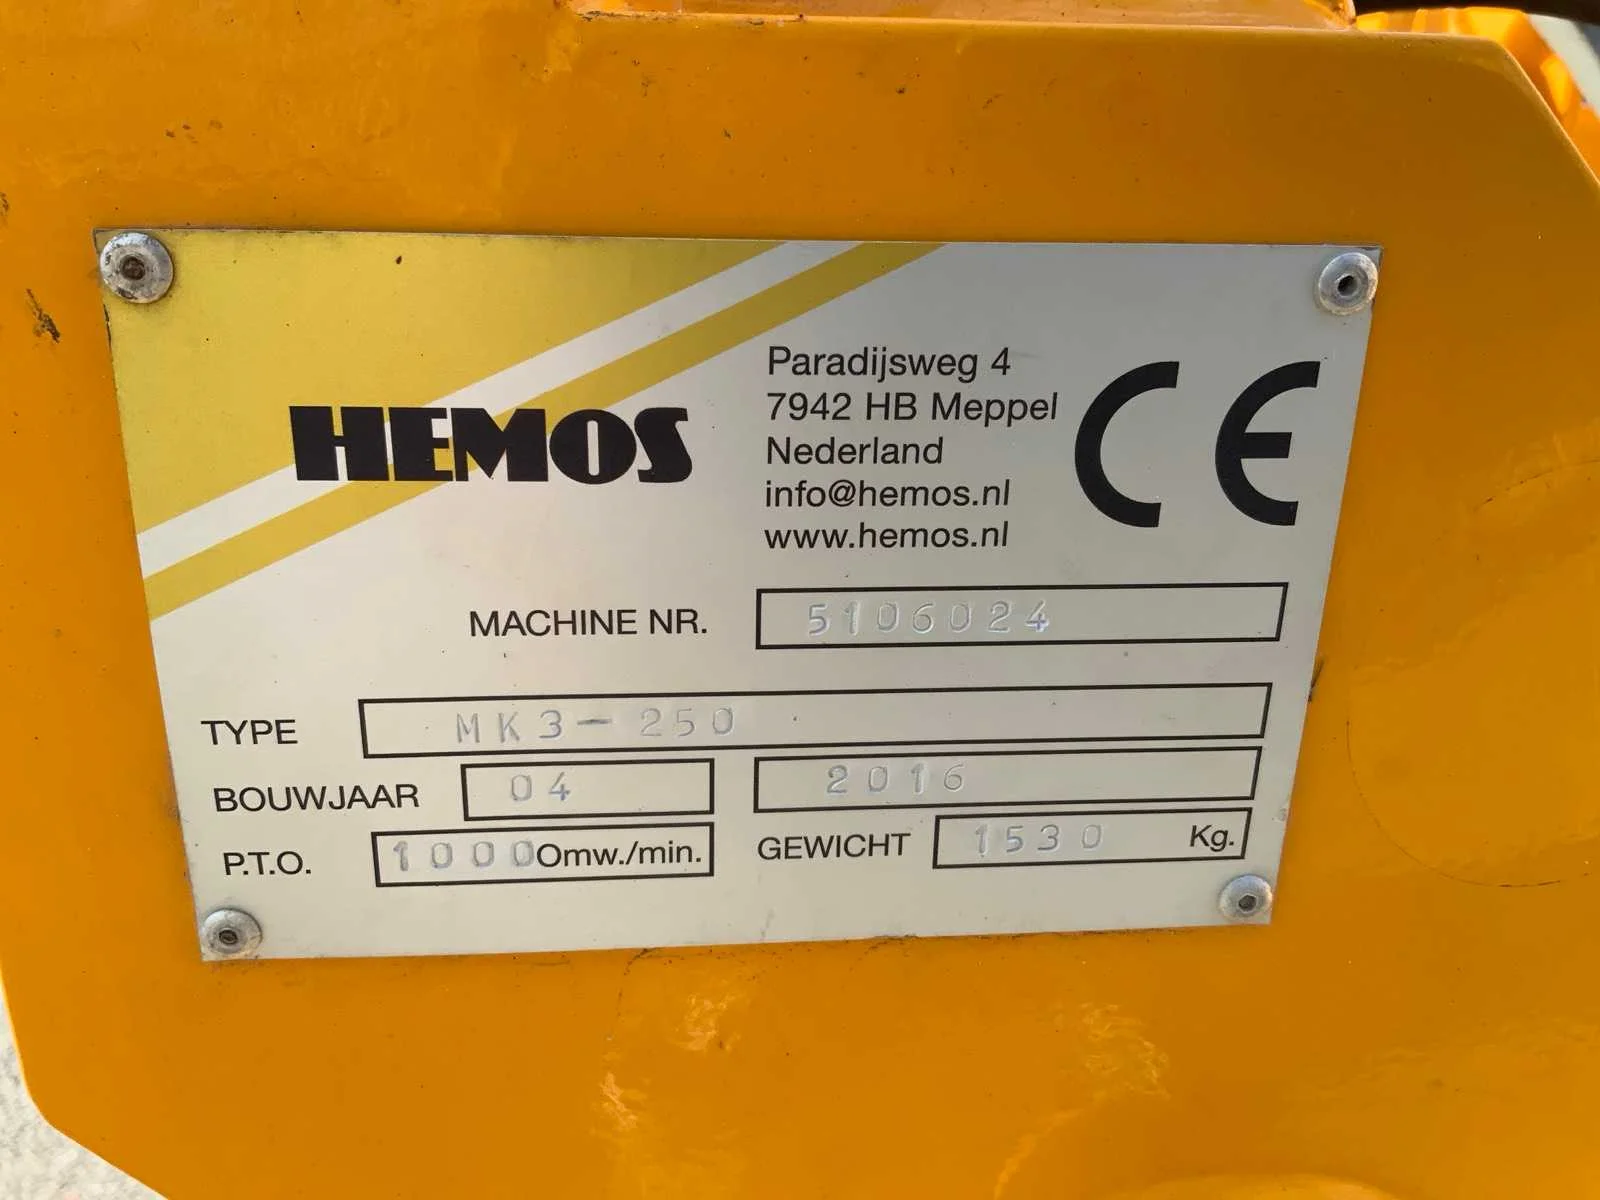 HEMOS
Paradijsweg 4
7942 HB Meppel
Nederland
info@hemos.nl
www.hemos.nl
CE
MACHINE NR. 5106024
TYPE MK3-250
BOUWJAAR 04 2016
P.T.O. 1000 Omw./min. GEWICHT 1530 Kg.